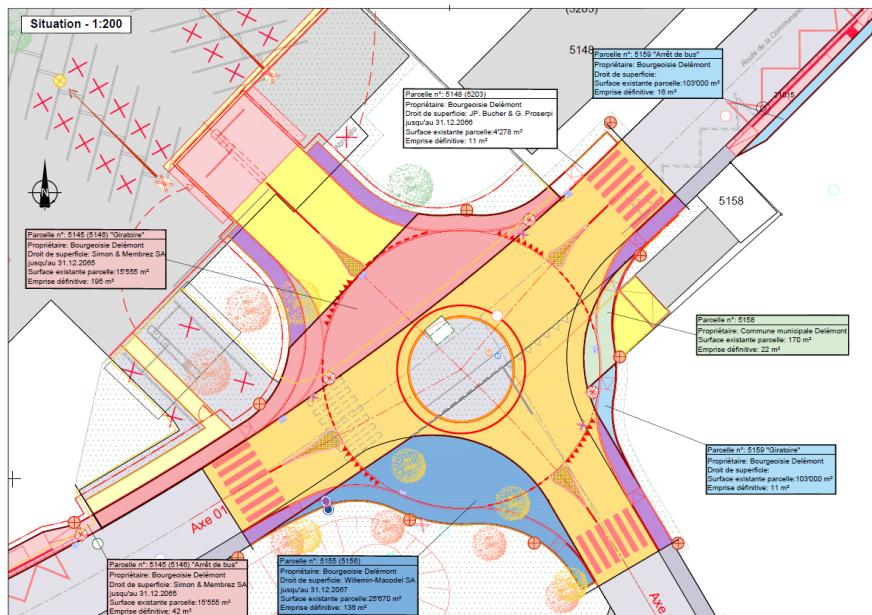 Situation - 1:200
(5203)
5148
Route de la Communance
Parcelle n°: 5159 "Arrêt de bus"
Propriétaire: Bourgeoisie Delémont
Droit de superficie:
Surface existante parcelle:103'000 m²
Emprise définitive: 16 m²
Parcelle n°: 5148 (5203)
Propriétaire: Bourgeoisie Delémont
Droit de superficie: JP. Bucher & G. Proserpi
jusqu'au 31.12.2066
Surface existante parcelle:4'278 m²
Emprise définitive: 11 m²
5158
Parcelle n°: 5145 (5146) "Giratoire"
Propriétaire: Bourgeoisie Delémont
Droit de superficie: Simon & Membrez SA
jusqu'au 31.12.2065
Surface existante parcelle:15'555 m²
Emprise définitive: 195 m²
Parcelle n°: 5158
Propriétaire: Commune municipale Delémont
Surface existante parcelle: 170 m²
Emprise définitive: 22 m²
Parcelle n°: 5159 "Giratoire"
Propriétaire: Bourgeoisie Delémont
Droit de superficie:
Surface existante parcelle:103'000 m²
Emprise définitive: 11 m²
Axe 01
Parcelle n°: 5145 (5146) "Arrêt de bus"
Propriétaire: Bourgeoisie Delémont
Droit de superficie: Simon & Membrez SA
jusqu'au 31.12.2065
Surface existante parcelle:15'555 m²
Emprise définitive: 42 m²
Parcelle n°: 5155 (5156)
Propriétaire: Bourgeoisie Delémont
Droit de superficie: Willemin-Macodel SA
jusqu'au 31.12.2067
Surface existante parcelle:25'670 m²
Emprise définitive: 136 m²
Axe